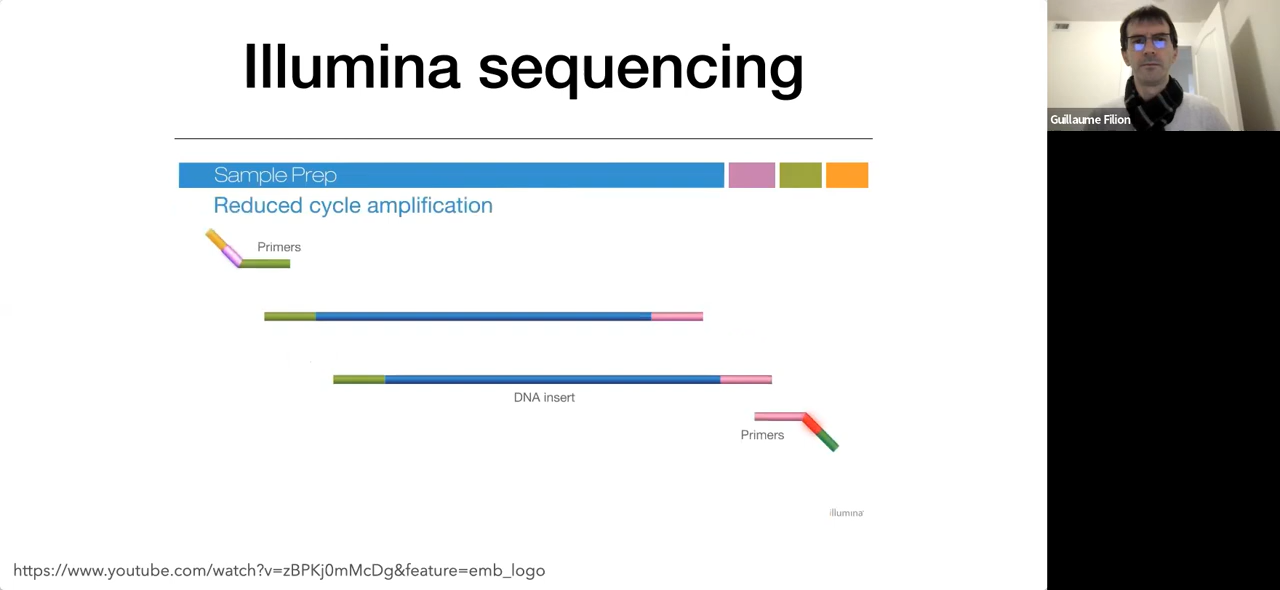 Illumina sequencing
Guillaume Filion
Sample Prep
Reduced cycle amplification
Primers
DNA insert
Primers
illumina
https://www.youtube.com/watch?v=zBPKj0mMcDg&feature=emb_logo